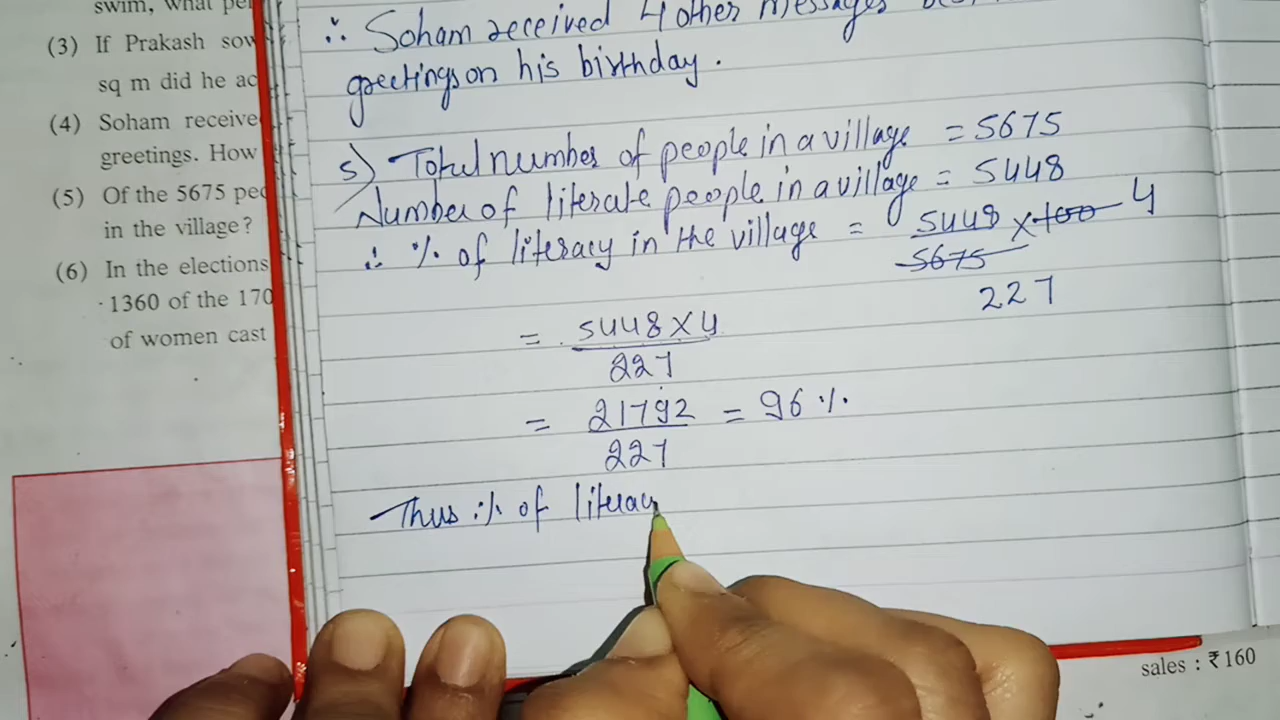 swim, what
(3) If Prakash sow
sq m did he ac
(4) Soham receive
greetings. How
(5) Of the 5675 peo
in the village?
(6) In the elections
1360 of the 170
of women cast
∴ Soham received 4 other messages
greetings on his birthday.
5) Total number of people in a village = 5675
Number of literate people in a village = 5448
∴ % of literacy in the village = 5448 × 100 4
5675
227
= 5448 × 4
227
= 21792 = 96 %.
227
Thus % of literacy
sales : ₹ 160